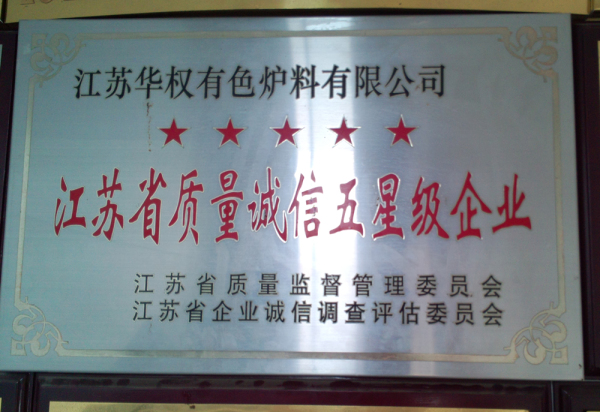 江苏华权有色炉料有限公司
★ ★ ★ ★ ★
江苏省质量诚信五星级企业
江苏省质量监督管理委员会
江苏省企业诚信调查评估委员会